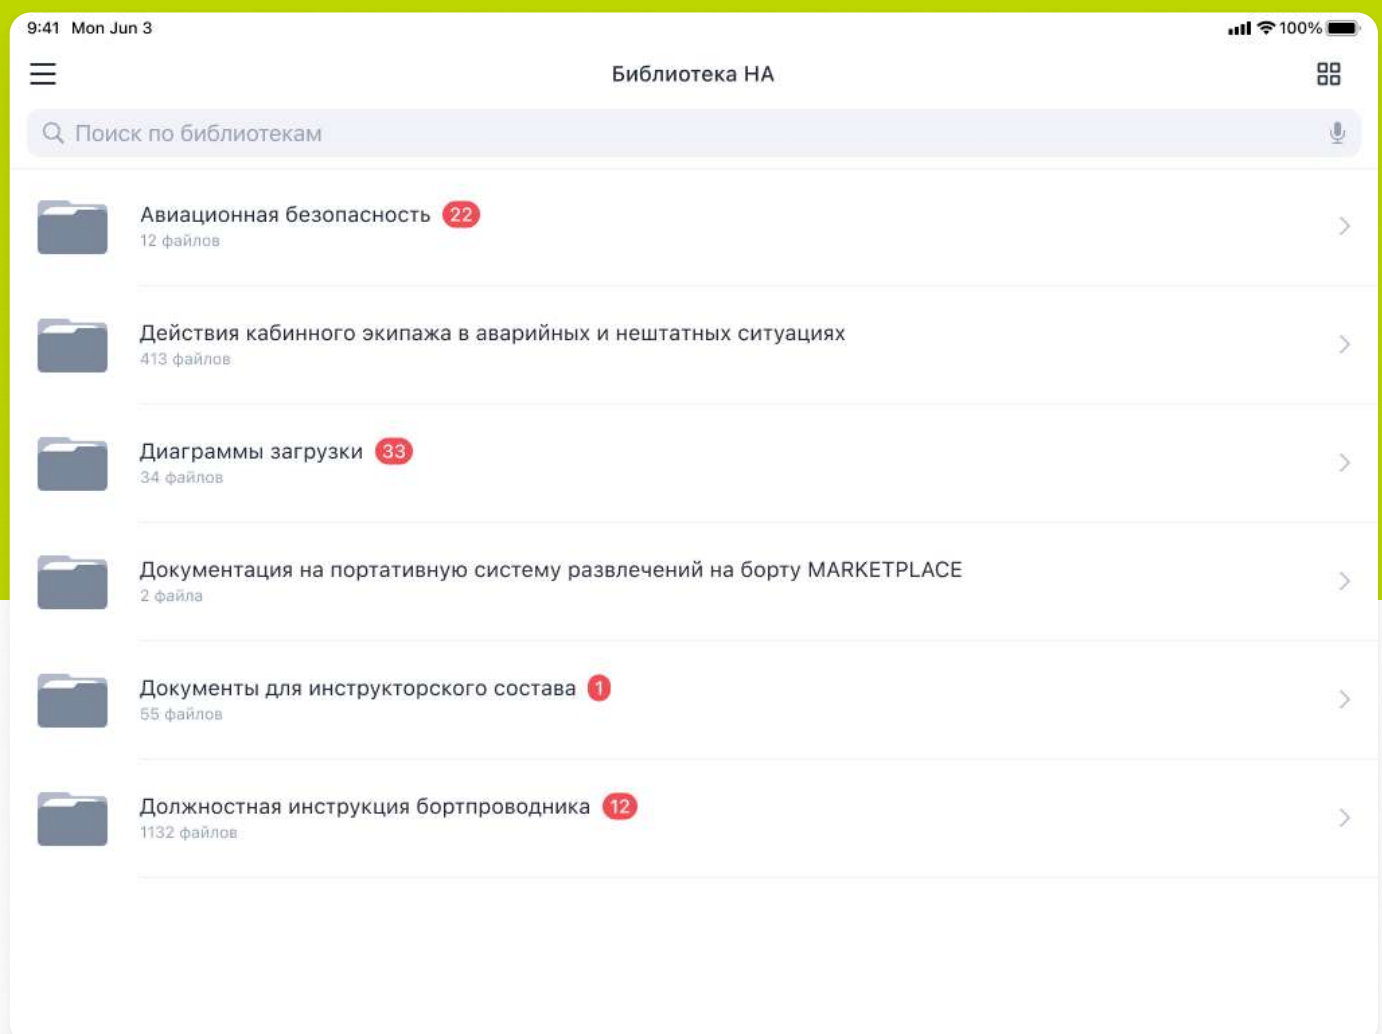 9:41 Mon Jun 3 100%
Библиотека НА
Поиск по библиотекам
Авиационная безопасность 22
12 файлов
Действия кабинного экипажа в аварийных и нештатных ситуациях
413 файлов
Диаграммы загрузки 33
34 файлов
Документация на портативную систему развлечений на борту MARKETPLACE
2 файла
Документы для инструкторского состава 1
55 файлов
Должностная инструкция бортпроводника 12
1132 файлов